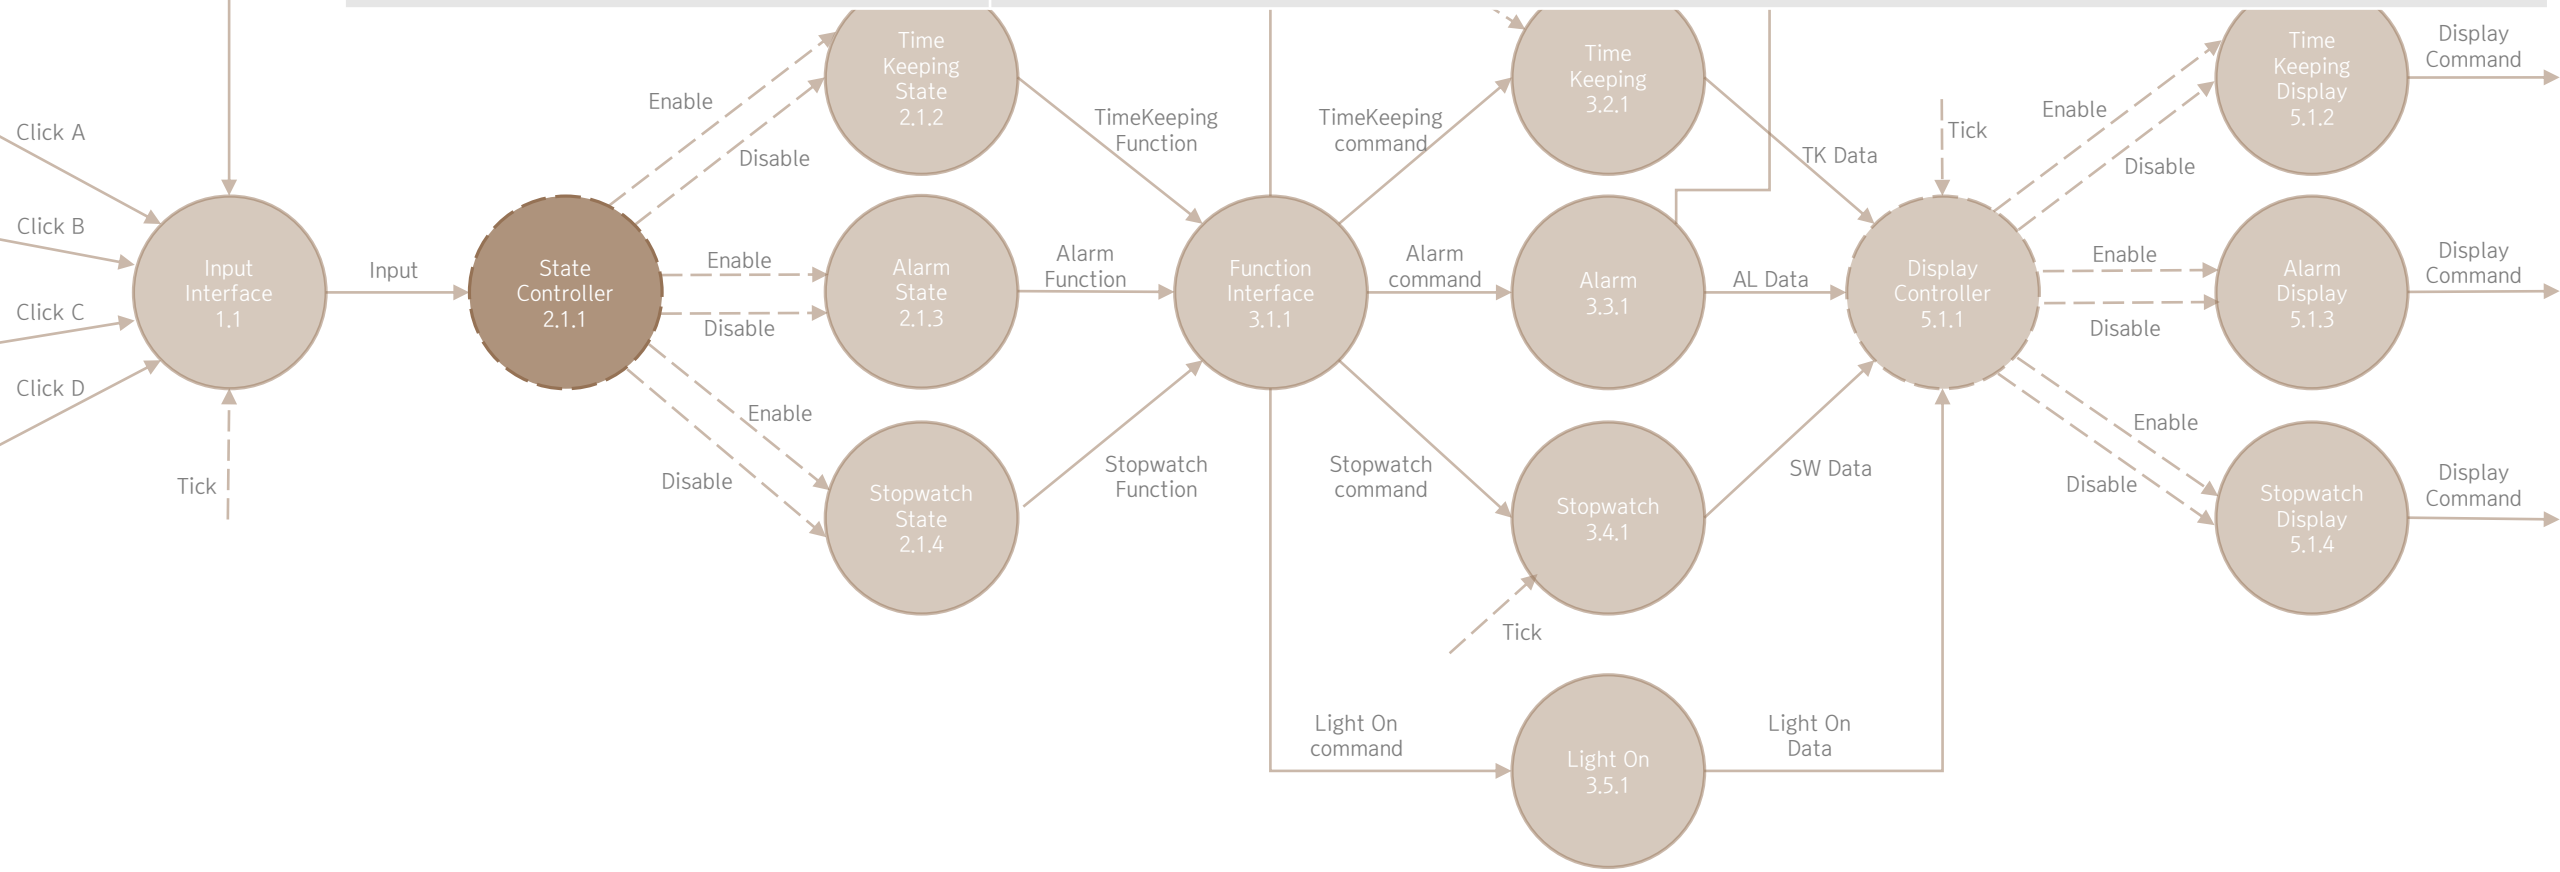 Click A
Click B
Click C
Click D
Tick
Input
Interface
1.1
Input
State
Controller
2.1.1
Enable
Disable
Enable
Disable
Enable
Disable
Time
Keeping
State
2.1.2
Alarm
State
2.1.3
Stopwatch
State
2.1.4
TimeKeeping
Function
Alarm
Function
Stopwatch
Function
Function
Interface
3.1.1
TimeKeeping
command
Alarm
command
Stopwatch
command
Light On
command
Time
Keeping
3.2.1
Alarm
3.3.1
Stopwatch
3.4.1
Tick
Light On
3.5.1
TK Data
AL Data
SW Data
Light On
Data
Tick
Display
Controller
5.1.1
Enable
Disable
Enable
Disable
Enable
Disable
Time
Keeping
Display
5.1.2
Alarm
Display
5.1.3
Stopwatch
Display
5.1.4
Display
Command
Display
Command
Display
Command